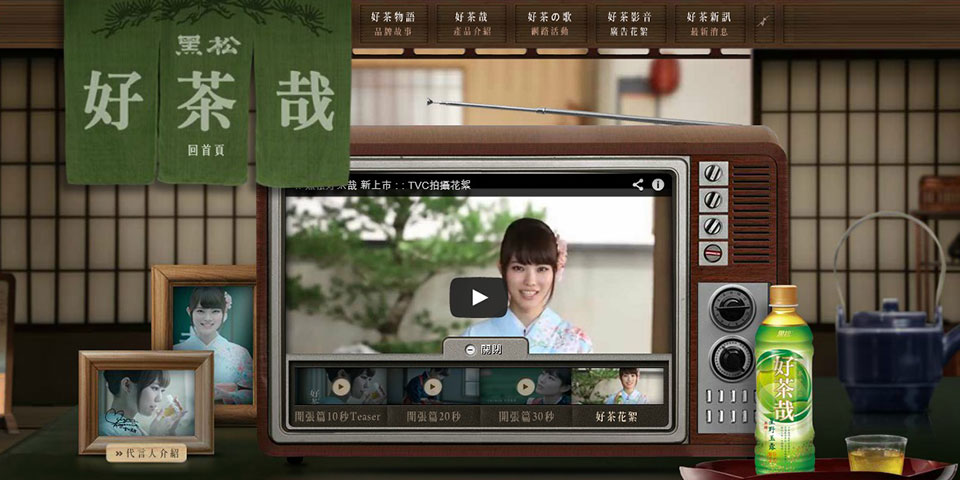 黑松
好茶哉
回首頁
好茶物語
品牌故事
好茶哉
產品介紹
好茶の歌
網路活動
好茶影音
廣告花絮
好茶新訊
最新消息
好茶哉 新上市 : : TVC拍攝花絮
開閉
開張篇10秒Teaser
開張篇20秒
開張篇30秒
好茶花絮
代言人介紹
好茶哉